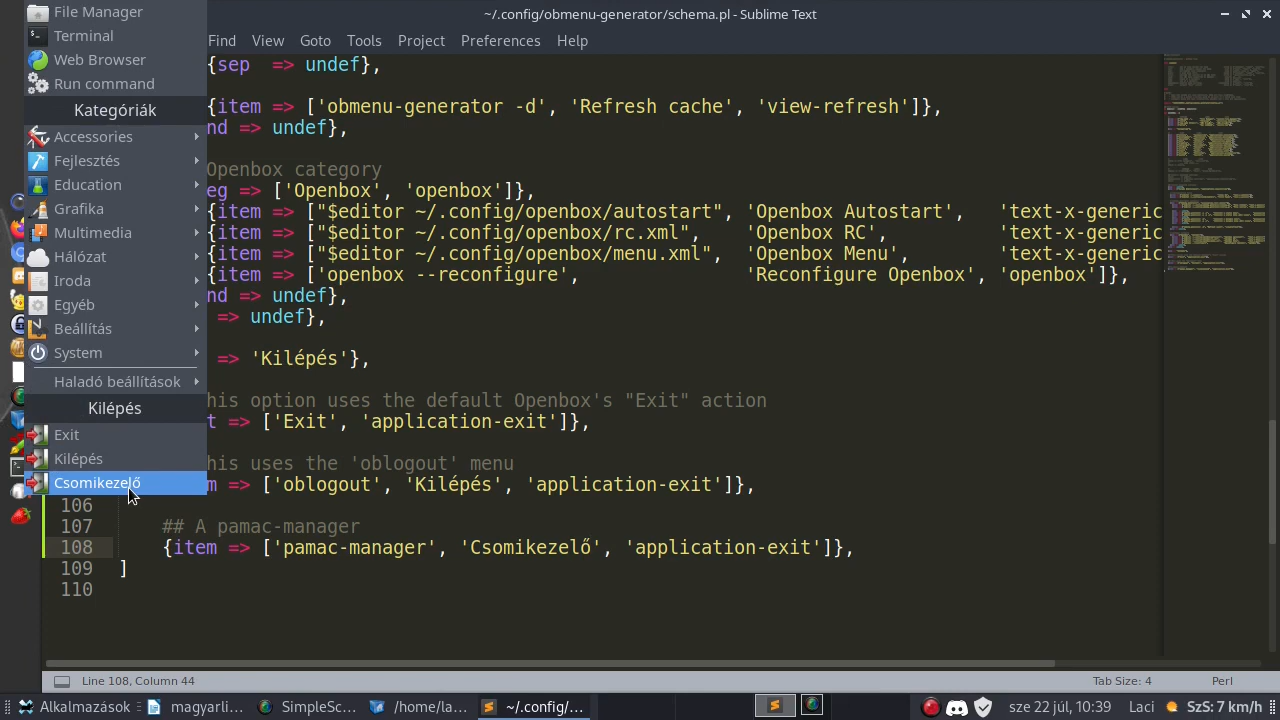 ~/.config/obmenu-generator/schema.pl - Sublime Text
Find View Goto Tools Project Preferences Help
File Manager
Terminal
Web Browser
Run command
Kategóriák
Accessories
Fejlesztés
Education
Grafika
Multimedia
Hálózat
Iroda
Egyéb
Beállítás
System
Haladó beállítások
Kilépés
Exit
Kilépés
Csomikezelő
{sep  => undef},
{item => ['obmenu-generator -d', 'Refresh cache', 'view-refresh']},
nd => undef},
Openbox category
eg => ['Openbox', 'openbox']},
{item => ["$editor ~/.config/openbox/autostart", 'Openbox Autostart',   'text-x-generic
{item => ["$editor ~/.config/openbox/rc.xml",    'Openbox RC',          'text-x-generic
{item => ["$editor ~/.config/openbox/menu.xml",  'Openbox Menu',        'text-x-generic
{item => ['openbox --reconfigure',               'Reconfigure Openbox', 'openbox']},
nd => undef},
=> undef},
=> 'Kilépés'},
his option uses the default Openbox's "Exit" action
t => ['Exit', 'application-exit']},
his uses the 'oblogout' menu
m => ['oblogout', 'Kilépés', 'application-exit']},
106
107 ## A pamac-manager
108 {item => ['pamac-manager', 'Csomikezelő', 'application-exit']},
109 ]
110
Line 108, Column 44 Tab Size: 4 Perl
Alkalmazások magyarli... SimpleSc... /home/la... ~/.config/... sze 22 júl, 10:39 Laci SzS: 7 km/h